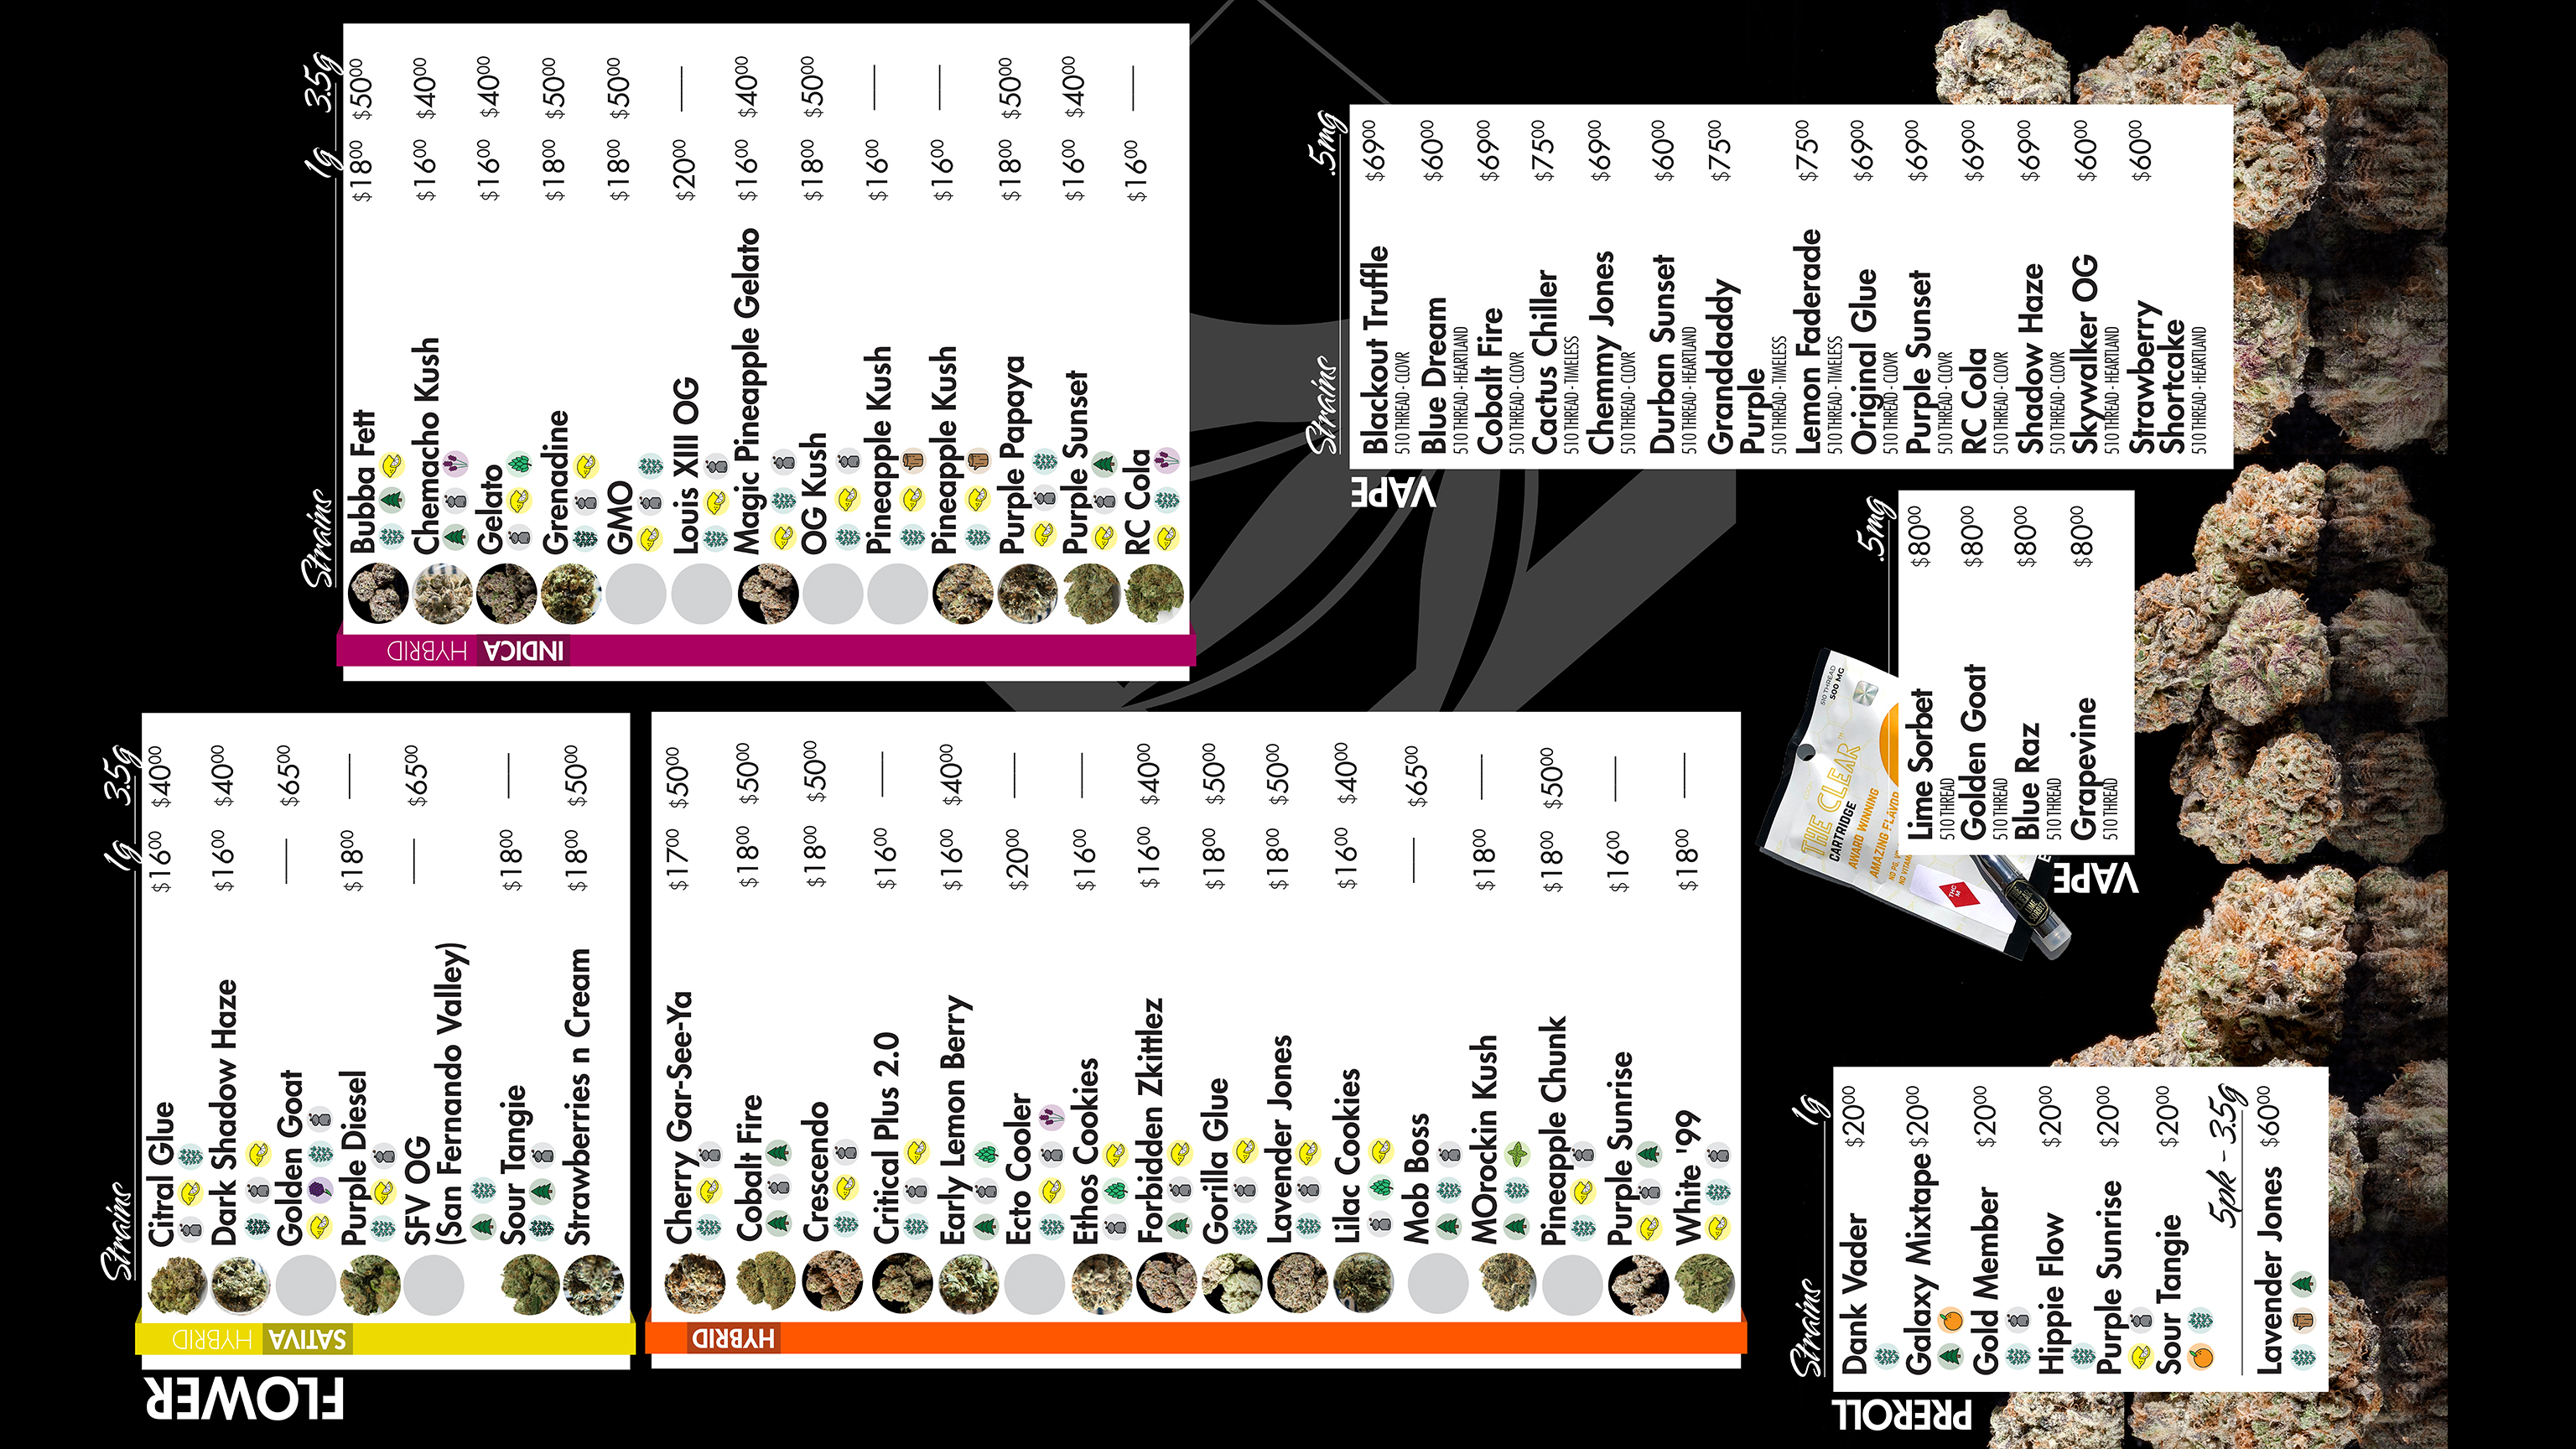 FLOWER
Strains 1g 3.5g
SATIVA HYBRID
Citral Glue $16⁰⁰ $40⁰⁰
Dark Shadow Haze $16⁰⁰ $40⁰⁰
Golden Goat — $65⁰⁰
Purple Diesel $18⁰⁰ —
SFV OG — $65⁰⁰
(San Fernando Valley)
Sour Tangie $18⁰⁰ —
Strawberries n Cream $18⁰⁰ $50⁰⁰
HYBRID
Cherry Gar-See-Ya $17⁰⁰ $50⁰⁰
Cobalt Fire $18⁰⁰ $50⁰⁰
Crescendo $18⁰⁰ $50⁰⁰
Critical Plus 2.0 $16⁰⁰ —
Early Lemon Berry $16⁰⁰ $40⁰⁰
Ecto Cooler $20⁰⁰ —
Ethos Cookies $16⁰⁰ —
Forbidden Zkittlez $16⁰⁰ $40⁰⁰
Gorilla Glue $18⁰⁰ $50⁰⁰
Lavender Jones $18⁰⁰ $50⁰⁰
Lilac Cookies $16⁰⁰ $40⁰⁰
Mob Boss — $65⁰⁰
MOrockin Kush $18⁰⁰ —
Pineapple Chunk $18⁰⁰ $50⁰⁰
Purple Sunrise $16⁰⁰ —
White '99 $18⁰⁰ —
Strains 1g 3.5g
INDICA HYBRID
Bubba Fett $18⁰⁰ $50⁰⁰
Chemacho Kush $16⁰⁰ $40⁰⁰
Gelato $16⁰⁰ $40⁰⁰
Grenadine $18⁰⁰ $50⁰⁰
GMO $18⁰⁰ $50⁰⁰
Louis XIII OG $20⁰⁰ —
Magic Pineapple Gelato $16⁰⁰ $40⁰⁰
OG Kush $18⁰⁰ $50⁰⁰
Pineapple Kush $16⁰⁰ —
Pineapple Kush $16⁰⁰ —
Purple Papaya $18⁰⁰ $50⁰⁰
Purple Sunset $16⁰⁰ $40⁰⁰
RC Cola $16⁰⁰ —
VAPE
Strains .5mg
Blackout Truffle $69⁰⁰
510 THREAD - CLOVR
Blue Dream $60⁰⁰
510 THREAD - HEARTLAND
Cobalt Fire $69⁰⁰
510 THREAD - CLOVR
Cactus Chiller $75⁰⁰
510 THREAD - TIMELESS
Chemmy Jones $69⁰⁰
510 THREAD - CLOVR
Durban Sunset $60⁰⁰
510 THREAD - HEARTLAND
Granddaddy $75⁰⁰
Purple
510 THREAD - TIMELESS
Lemon Faderade $75⁰⁰
510 THREAD - TIMELESS
Original Glue $69⁰⁰
510 THREAD - CLOVR
Purple Sunset $69⁰⁰
510 THREAD - CLOVR
RC Cola $69⁰⁰
510 THREAD - CLOVR
Shadow Haze $69⁰⁰
510 THREAD - CLOVR
Skywalker OG $60⁰⁰
510 THREAD - HEARTLAND
Strawberry $60⁰⁰
Shortcake
510 THREAD - HEARTLAND
VAPE
.5mg
Lime Sorbet $80⁰⁰
510 THREAD
Golden Goat $80⁰⁰
510 THREAD
Blue Raz $80⁰⁰
510 THREAD
Grapevine $80⁰⁰
510 THREAD
510 THREAD
500 MG
THE CLEAR™
CARTRIDGE
AWARD WINNING
AMAZING FLAVOR
THC
M
PREROLL
Strains 1g
Dank Vader $20⁰⁰
Galaxy Mixtape $20⁰⁰
Gold Member $20⁰⁰
Hippie Flow $20⁰⁰
Purple Sunrise $20⁰⁰
Sour Tangie $20⁰⁰
5pk - 3.5g
Lavender Jones $60⁰⁰